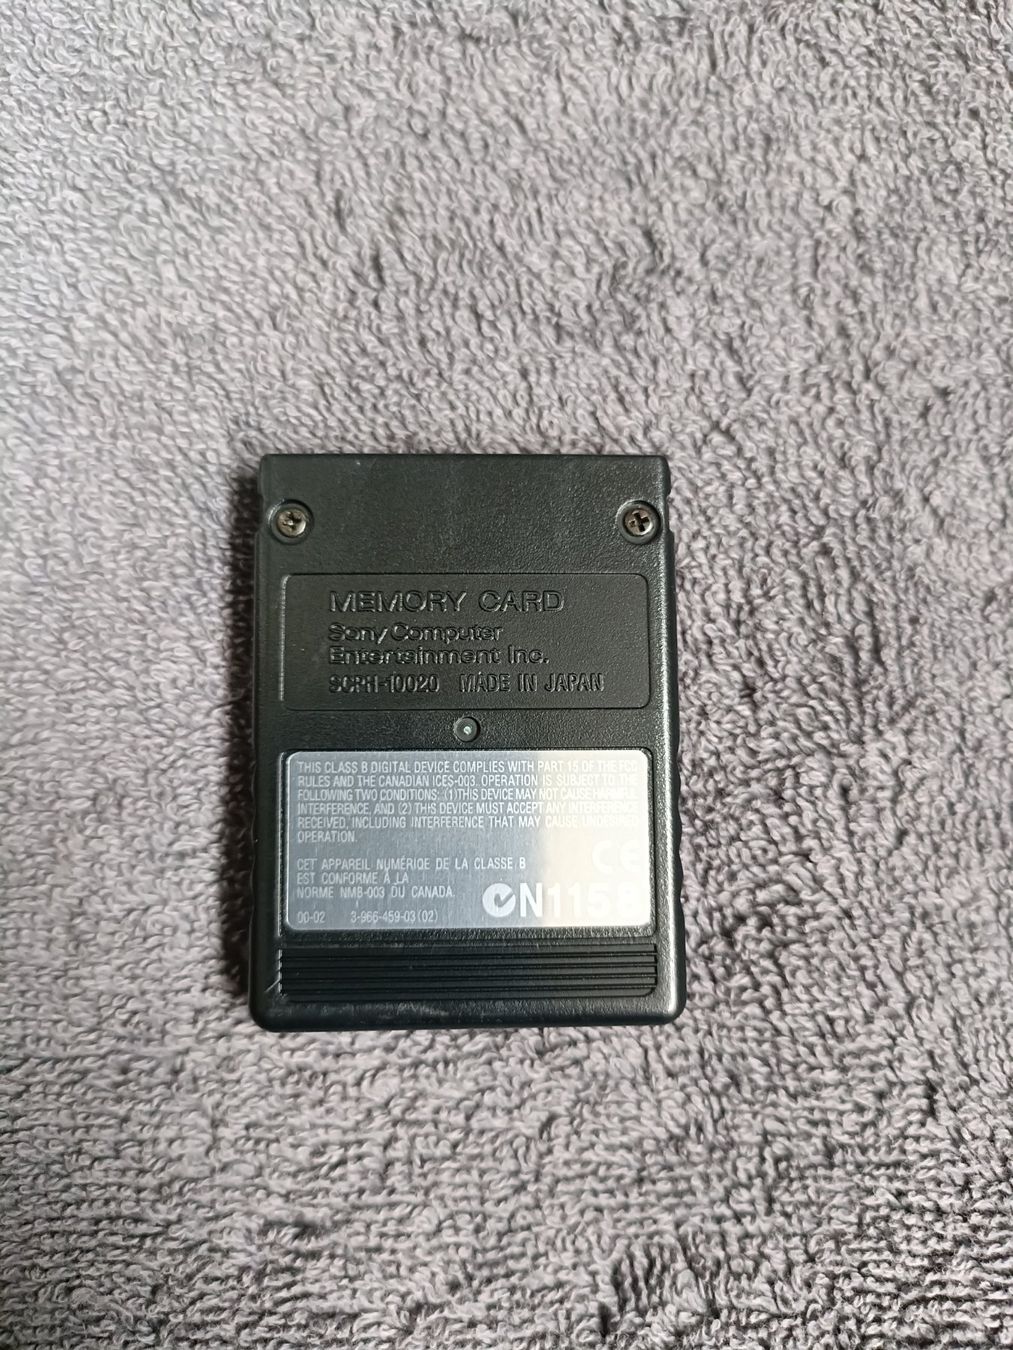 MEMORY CARD
Sony Computer
Entertainment Inc.
SCPH-10020 MADE IN JAPAN
THIS CLASS B DIGITAL DEVICE COMPLIES WITH PART 15 OF THE FCC
RULES AND THE CANADIAN ICES-003. OPERATION IS SUBJECT TO THE
FOLLOWING TWO CONDITIONS: (1) THIS DEVICE MAY NOT CAUSE HARMFUL
INTERFERENCE, AND (2) THIS DEVICE MUST ACCEPT ANY INTERFERENCE
RECEIVED, INCLUDING INTERFERENCE THAT MAY CAUSE UNDESIRED
OPERATION.
CE
CET APPAREIL NUMÉRIQE DE LA CLASSE B
EST CONFORME À LA
NORME NMB-003 DU CANADA.
N1158
00-02 3-966-459-03 (02)